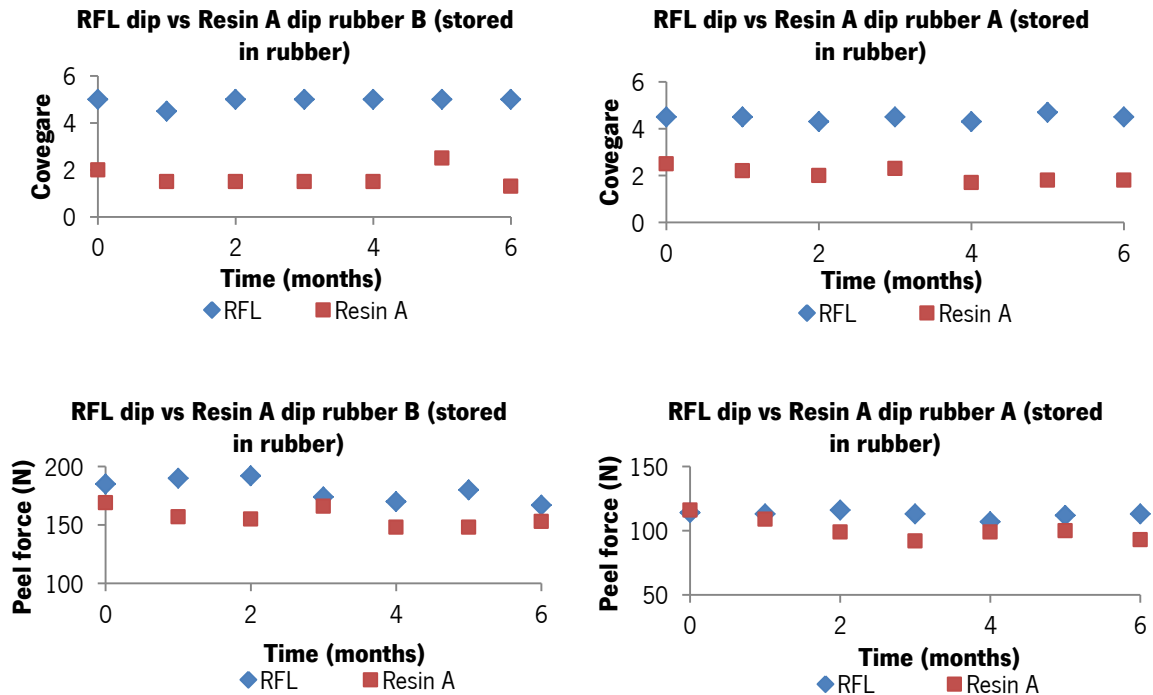 RFL dip vs Resin A dip rubber B (stored
in rubber)
6
4
2
0
Covegare
0 2 4 6
Time (months)
RFL Resin A
RFL dip vs Resin A dip rubber A (stored
in rubber)
6
4
2
0
Covegare
0 2 4 6
Time (months)
RFL Resin A
RFL dip vs Resin A dip rubber B (stored
in rubber)
200
150
100
Peel force (N)
0 2 4 6
Time (months)
RFL Resin A
RFL dip vs Resin A dip rubber A (stored
in rubber)
150
100
50
Peel force (N)
0 2 4 6
Time (months)
RFL Resin A